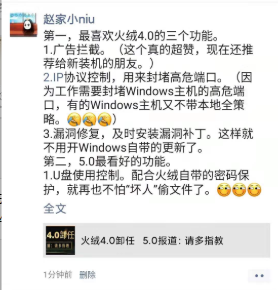 赵家小niu
第一，最喜欢火绒4.0的三个功能。
1.广告拦截。（这个真的超赞，现在还推
荐给新装机的朋友。）
2.IP协议控制，用来封堵高危端口。（因
为工作需要封堵Windows主机的高危端
口，有的Windows主机又不带本地全策
略。😪😪😪）
3.漏洞修复，及时安装漏洞补丁。这样就
不用开Windows自带的更新了。
第二，5.0最看好的功能。
1.U盘使用控制。配合火绒自带的密码保
护，就再也不怕“坏人”偷文件了。🤭🤭🤭
全文
4.0卸任
火绒4.0卸任 5.0报道: 请多指教
1分钟前 删除